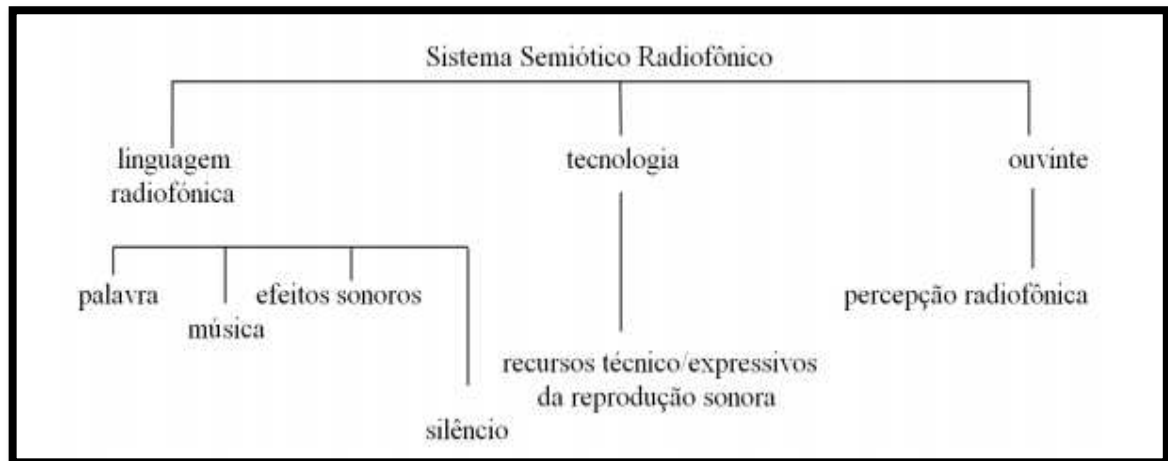 Sistema Semiótico Radiofônico
linguagem
radiofónica
tecnologia
ouvinte
palavra
música
efeitos sonoros
silêncio
recursos técnico/expressivos
da reprodução sonora
percepção radiofônica